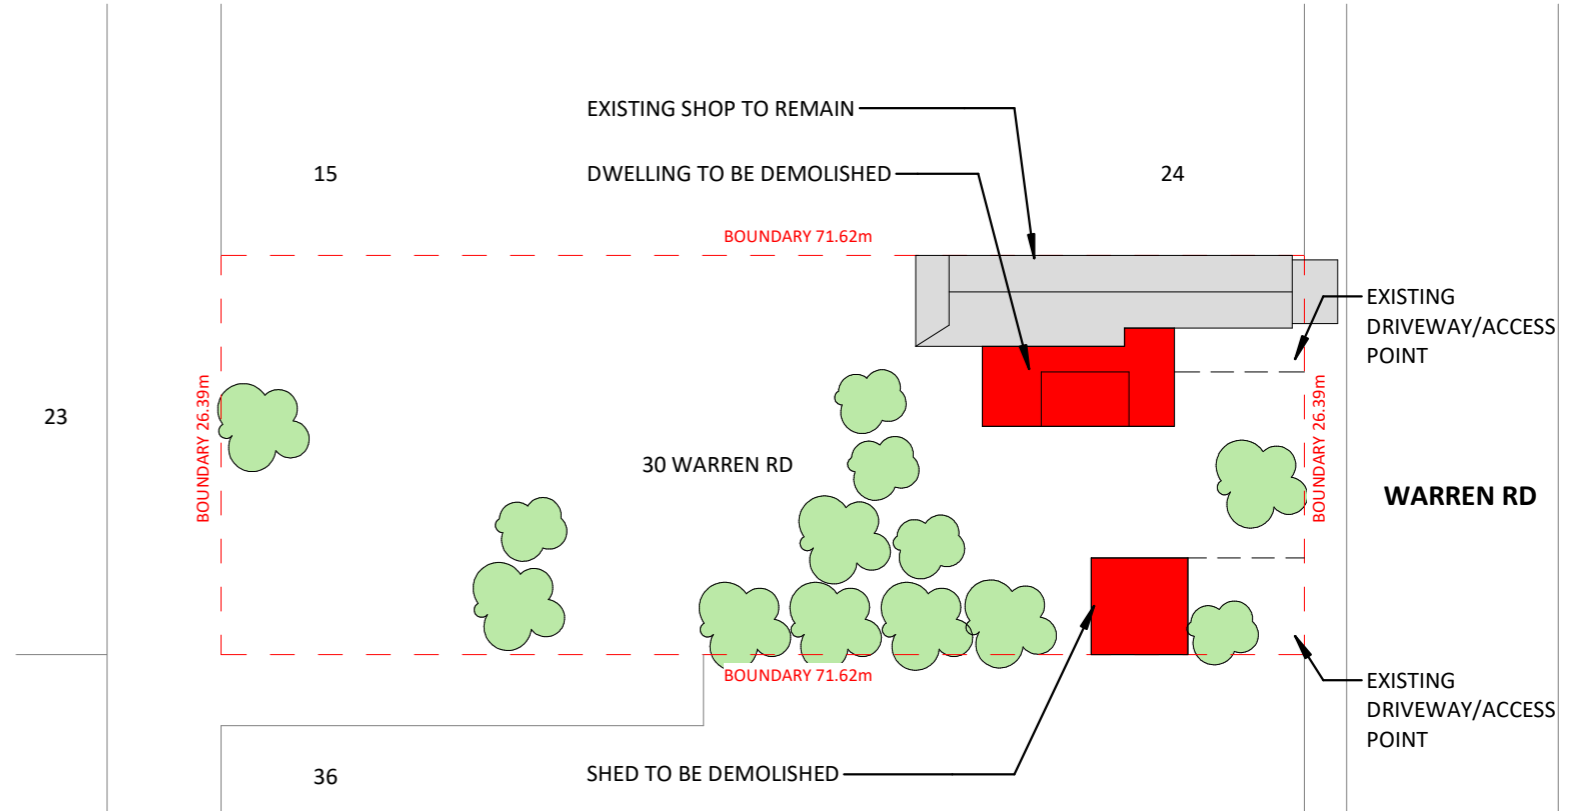 EXISTING SHOP TO REMAIN
15
DWELLING TO BE DEMOLISHED
24
BOUNDARY 71.62m
EXISTING
DRIVEWAY/ACCESS
POINT
23
BOUNDARY 26.39m
30 WARREN RD
BOUNDARY 26.39m
WARREN RD
BOUNDARY 71.62m
EXISTING
DRIVEWAY/ACCESS
POINT
36
SHED TO BE DEMOLISHED